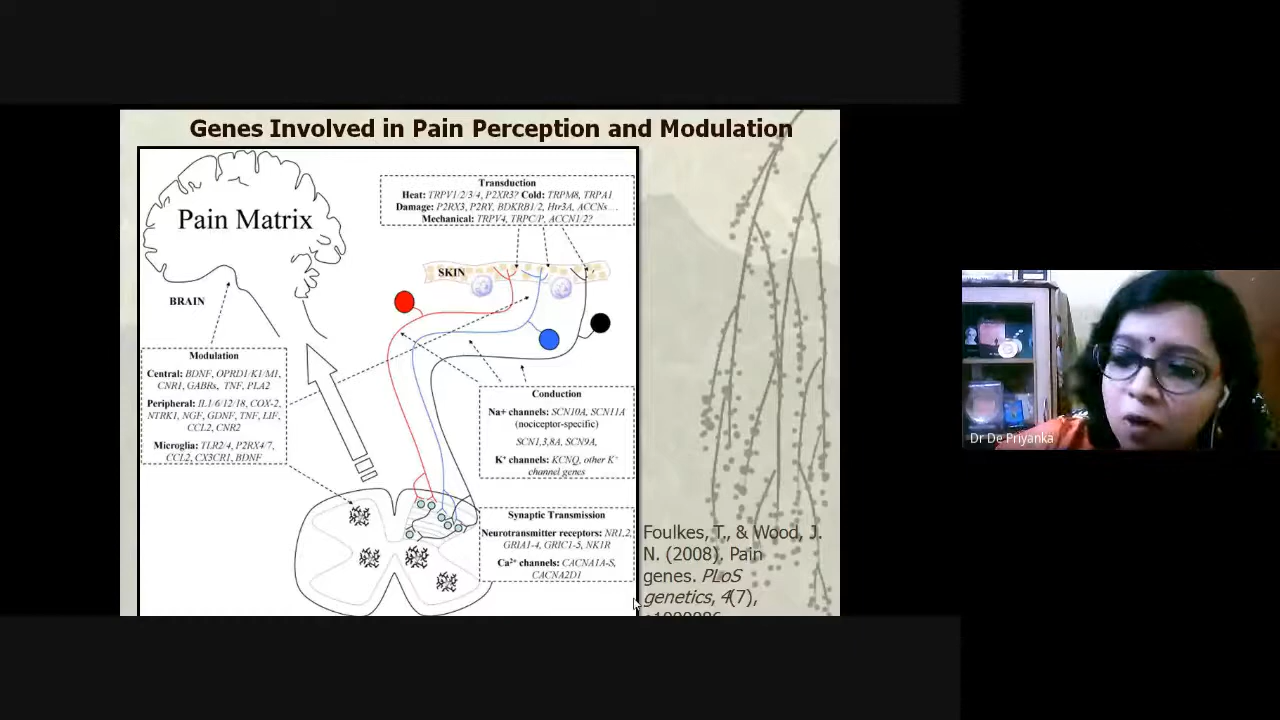 Genes Involved in Pain Perception and Modulation
Pain Matrix
BRAIN
Transduction
Heat: TRPV1/2/3/4, P2XR3? Cold: TRPM8, TRPA1
Damage: P2RX3, P2RY, BDKRB1/2, Htr3A, ACCNs…
Mechanical: TRPV4, TRPC/P, ACCN1/2?
SKIN
Modulation
Central: BDNF, OPRD1/K1/M1,
CNR1, GABRs, TNF, PLA2
Peripheral: IL1/6/12/18, COX-2,
NTRK1, NGF, GDNF, TNF, LIF,
CCL2, CNR2
Microglia: TLR2/4, P2RX4/7,
CCL2, CX3CR1, BDNF
Conduction
Na+ channels: SCN10A, SCN11A
(nociceptor-specific)
SCN1,3,8A, SCN9A,
K⁺ channels: KCNQ, other K⁺
channel genes
Synaptic Transmission
Neurotransmitter receptors: NR1,2,
GRIA1-4, GRIC1-5, NK1R
Ca²⁺ channels: CACNA1A-S,
CACNA2D1
Foulkes, T., & Wood, J.
N. (2008). Pain
genes. PLoS
genetics, 4(7),
Dr De Priyanka